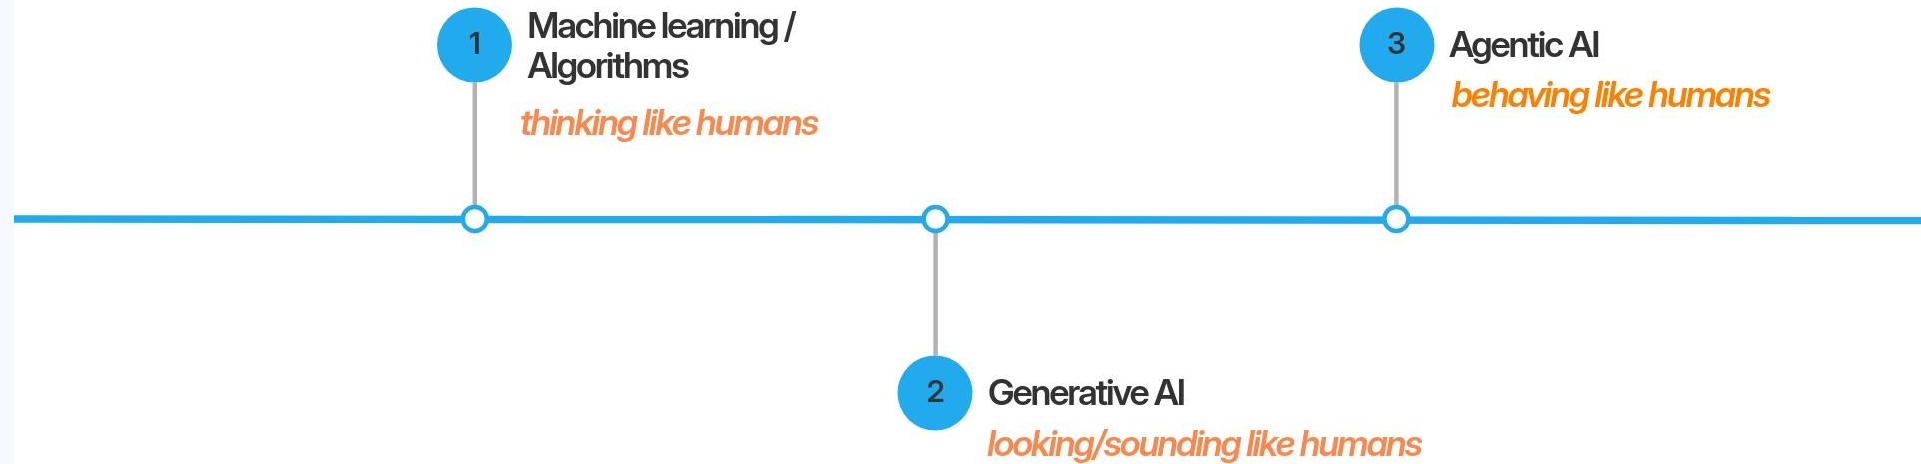 1
Machine learning /
Algorithms
thinking like humans
2
Generative AI
looking/sounding like humans
3
Agentic AI
behaving like humans